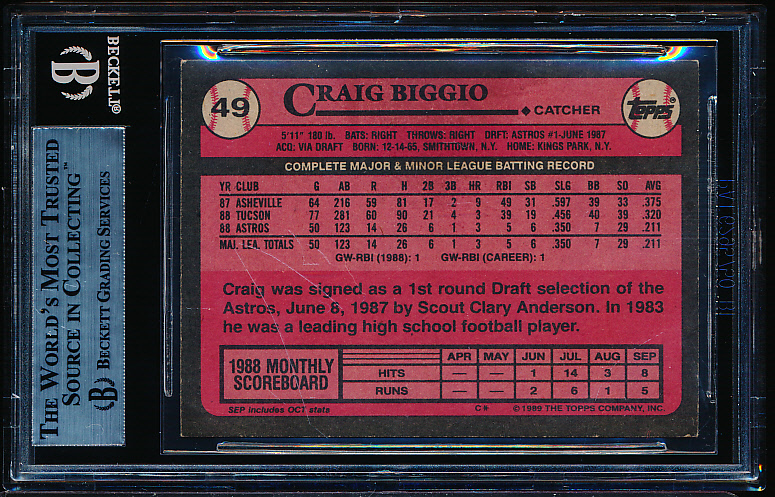 BECKETT
B
THE WORLD'S MOST TRUSTED
SOURCE IN COLLECTING™
B BECKETT GRADING SERVICES
49
CRAIG BIGGIO
CATCHER
TOPPS®
5'11" 180 lb. BATS: RIGHT THROWS: RIGHT DRFT: ASTROS #1-JUNE 1987
ACQ: VIA DRAFT BORN: 12-14-65, SMITHTOWN, N.Y. HOME: KINGS PARK, N.Y.
COMPLETE MAJOR & MINOR LEAGUE BATTING RECORD
YR CLUB G AB R H 2B 3B HR RBI SB SLG BB SO AVG
87 ASHEVILLE 64 216 59 81 17 2 9 49 31 .597 39 33 .375
88 TUCSON 77 281 60 90 21 4 3 39 19 .456 40 39 .320
88 ASTROS 50 123 14 26 6 1 3 5 6 .350 7 29 .211
MAJ. LEA. TOTALS 50 123 14 26 6 1 3 5 6 .350 7 29 .211
GW-RBI (1988): 1 GW-RBI (CAREER): 1
Craig was signed as a 1st round Draft selection of the
Astros, June 8, 1987 by Scout Clary Anderson. In 1983
he was a leading high school football player.
1988 MONTHLY
SCOREBOARD
APR MAY JUN JUL AUG SEP
HITS — — 1 14 3 8
RUNS — — 2 6 1 5
SEP includes OCT stats
C# © 1989 THE TOPPS COMPANY, INC.